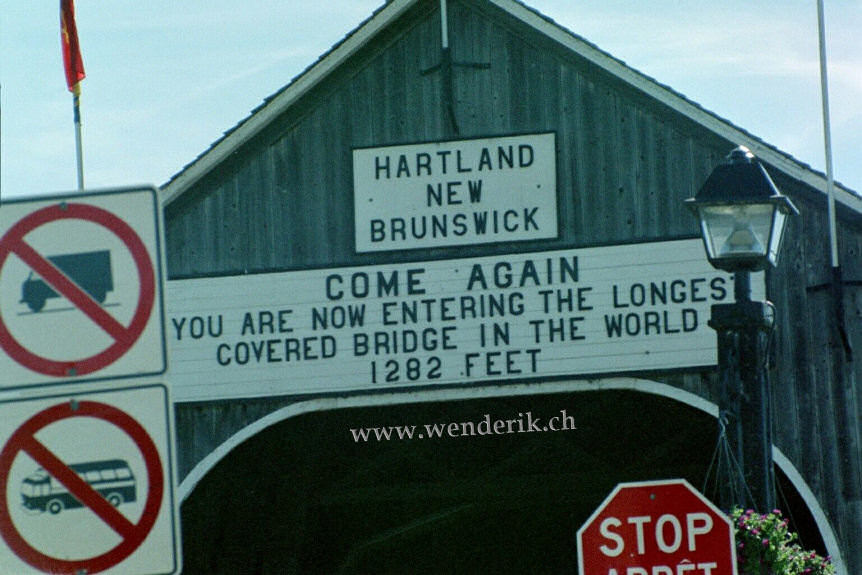 HARTLAND
NEW
BRUNSWICK
COME AGAIN
YOU ARE NOW ENTERING THE LONGEST
COVERED BRIDGE IN THE WORLD
1282 FEET
www.wenderik.ch
STOP
ARRÊT